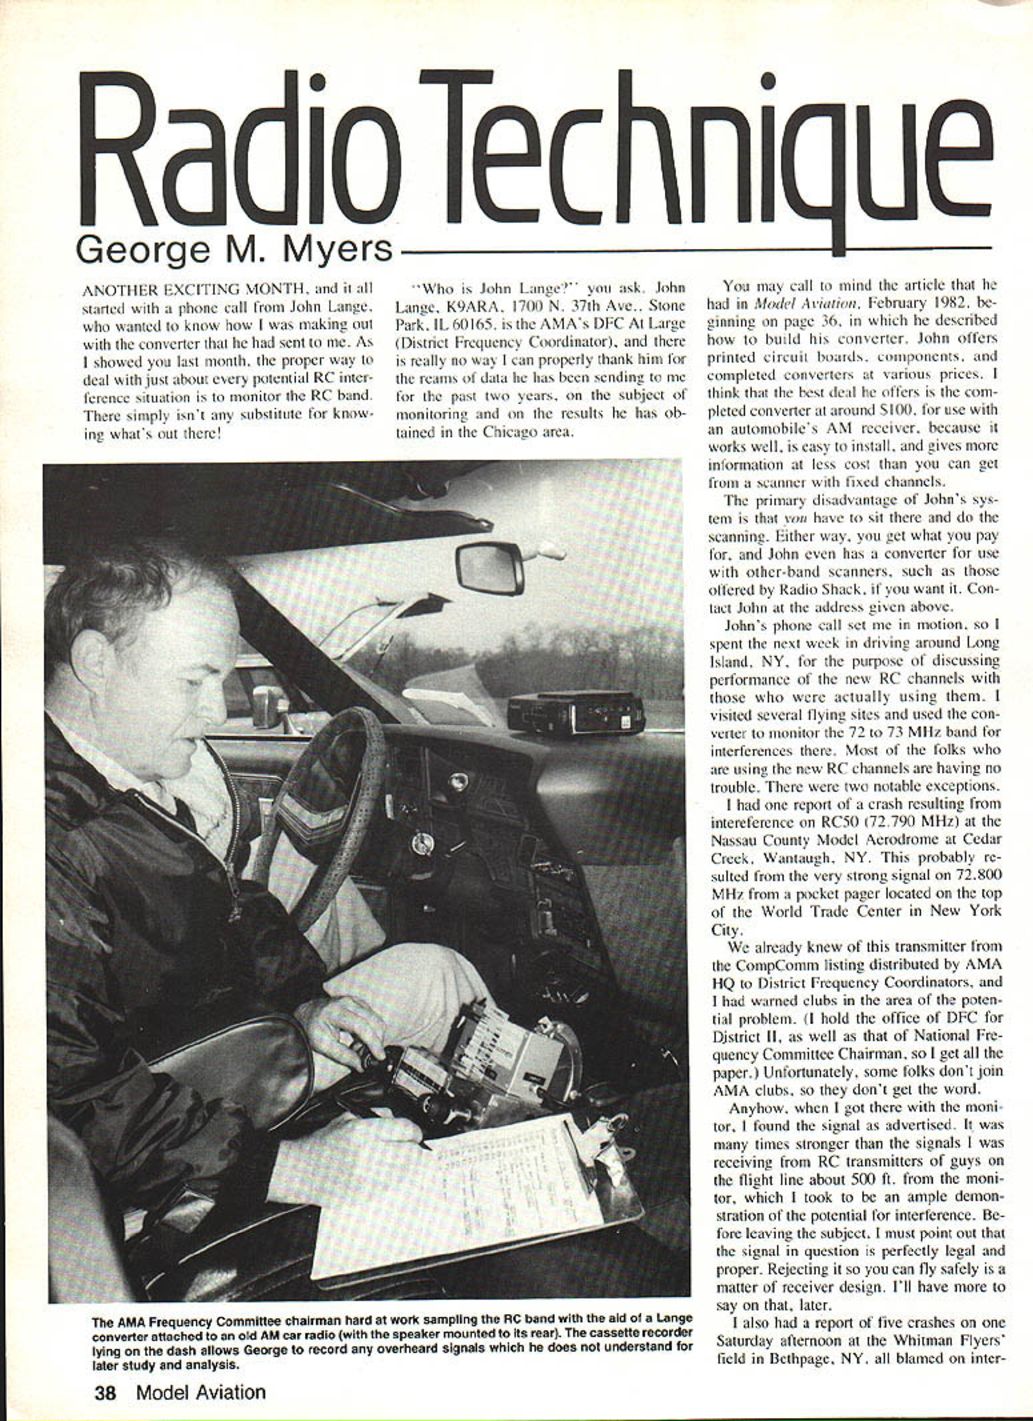 Radio Technique
George M. Myers
ANOTHER EXCITING MONTH, and it all
started with a phone call from John Lange,
who wanted to know how I was making out
with the converter that he had sent to me. As
I showed you last month, the proper way to
deal with just about every potential RC inter-
ference situation is to monitor the RC band.
There simply isn't any substitute for know-
ing what's out there!
"Who is John Lange?" you ask. John
Lange, K9ARA, 1700 N. 37th Ave., Stone
Park, IL 60165, is the AMA's DFC At Large
(District Frequency Coordinator), and there
is really no way I can properly thank him for
the reams of data he has been sending to me
for the past two years, on the subject of
monitoring and on the results he has ob-
tained in the Chicago area.
You may call to mind the article that he
had in Model Aviation, February 1982, be-
ginning on page 36, in which he described
how to build his converter. John offers
printed circuit boards, components, and
completed converters at various prices. I
think that the best deal he offers is the com-
pleted converter at around $100, for use with
an automobile's AM receiver, because it
works well, is easy to install, and gives more
information at less cost than you can get
from a scanner with fixed channels.
The primary disadvantage of John's sys-
tem is that you have to sit there and do the
scanning. Either way, you get what you pay
for, and John even has a converter for use
with other-band scanners, such as those
offered by Radio Shack, if you want it. Con-
tact John at the address given above.
John's phone call set me in motion, so I
spent the next week in driving around Long
Island, NY, for the purpose of discussing
performance of the new RC channels with
those who were actually using them. I
visited several flying sites and used the con-
verter to monitor the 72 to 73 MHz band for
interferences there. Most of the folks who
are using the new RC channels are having no
trouble. There were two notable exceptions.
I had one report of a crash resulting from
intereference on RC50 (72.790 MHz) at the
Nassau County Model Aerodrome at Cedar
Creek, Wantaugh, NY. This probably re-
sulted from the very strong signal on 72.800
MHz from a pocket pager located on the top
of the World Trade Center in New York
City.
We already knew of this transmitter from
the CompComm listing distributed by AMA
HQ to District Frequency Coordinators, and
I had warned clubs in the area of the poten-
tial problem. (I hold the office of DFC for
District II, as well as that of National Fre-
quency Committee Chairman, so I get all the
paper.) Unfortunately, some folks don't join
AMA clubs, so they don't get the word.
Anyhow, when I got there with the moni-
tor, I found the signal as advertised. It was
many times stronger than the signals I was
receiving from RC transmitters of guys on
the flight line about 500 ft. from the moni-
tor, which I took to be an ample demon-
stration of the potential for interference. Be-
fore leaving the subject, I must point out that
the signal in question is perfectly legal and
proper. Rejecting it so you can fly safely is a
matter of receiver design. I'll have more to
say on that, later.
I also had a report of five crashes on one
Saturday afternoon at the Whitman Flyers'
field in Bethpage, NY, all blamed on inter-
The AMA Frequency Committee chairman hard at work sampling the RC band with the aid of a Lange
converter attached to an old AM car radio (with the speaker mounted to its rear). The cassette recorder
lying on the dash allows George to record any overheard signals which he does not understand for
later study and analysis.
38 Model Aviation